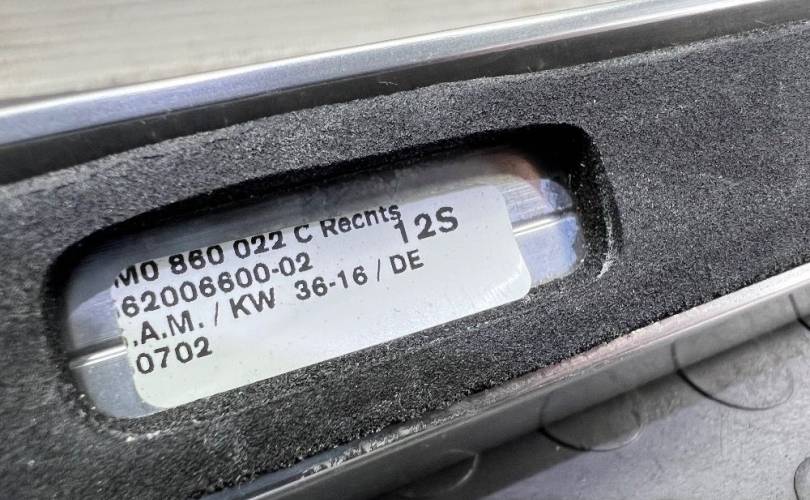 M0 860 022 C Rechts
62006600-02 12S
.A.M. / KW 36-16 / DE
0702